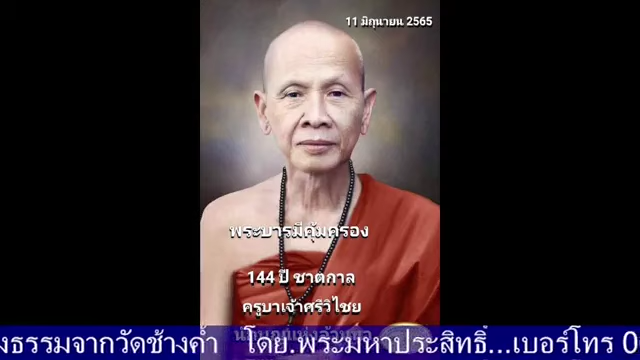 11 มิถุนายน 2565
พระบารมีคุ้มครอง
144 ปี ชาตกาล
ครูบาเจ้าศรีวิไชย
งธรรมจากวัดช้างค้ำ โดย.พระมหาประสิทธิ์...เบอร์โทร 0